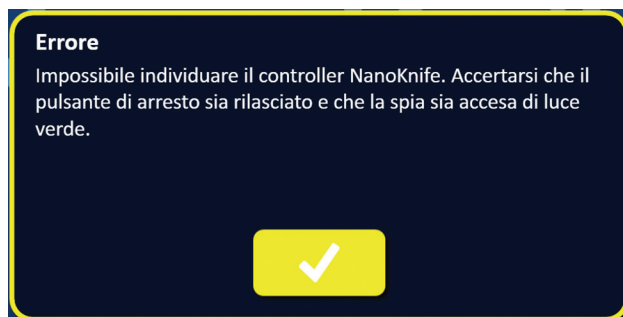 Errore
Impossibile individuare il controller NanoKnife. Accertarsi che il
pulsante di arresto sia rilasciato e che la spia sia accesa di luce
verde.